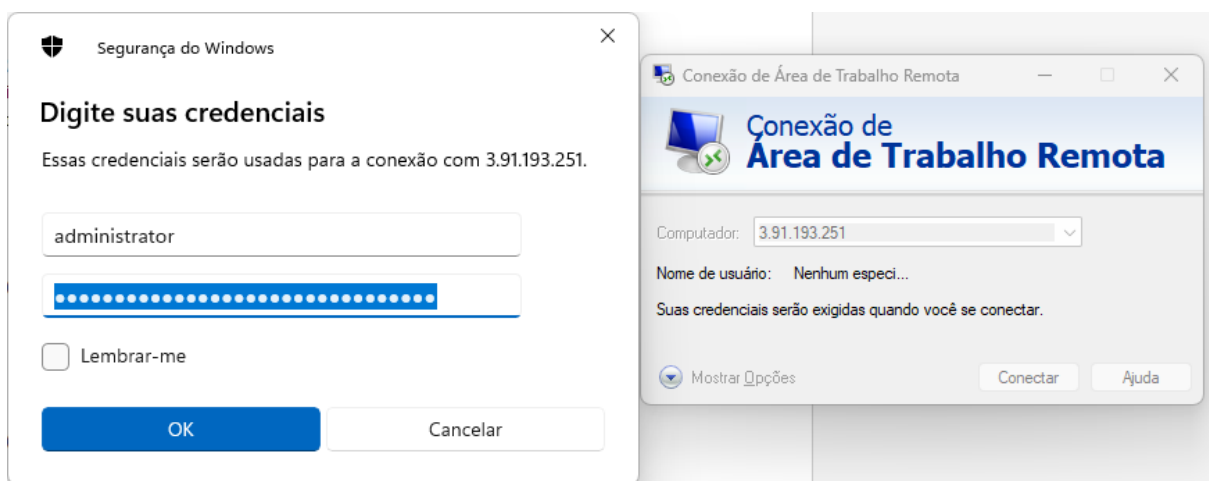 Segurança do Windows
Digite suas credenciais
Essas credenciais serão usadas para a conexão com 3.91.193.251.
administrator
Lembrar-me
OK
Cancelar
Conexão de Área de Trabalho Remota
Conexão de
Área de Trabalho Remota
Computador:
3.91.193.251
Nome de usuário:
Nenhum especi...
Suas credenciais serão exigidas quando você se conectar.
Mostrar Opções
Conectar
Ajuda